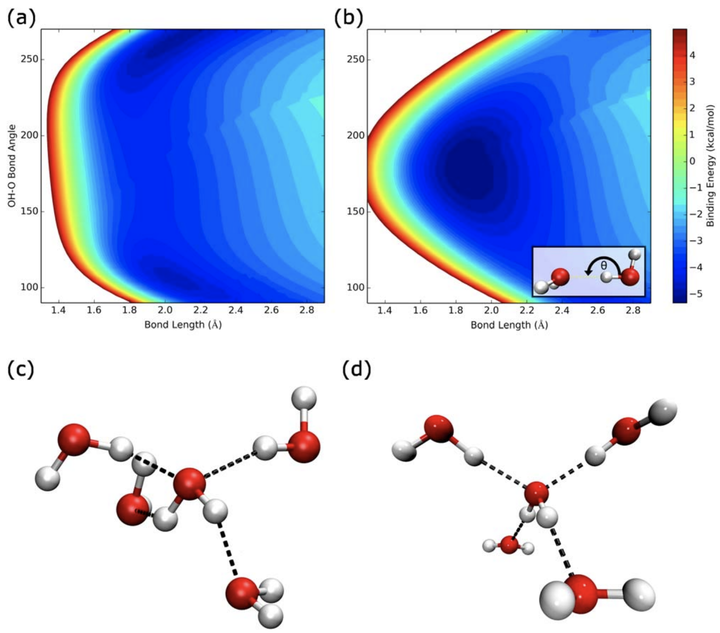 (a)
(b)
OH-O Bond Angle
250
200
150
100
1.4 1.6 1.8 2.0 2.2 2.4 2.6 2.8
Bond Length (Å)
250
200
150
100
θ
1.4 1.6 1.8 2.0 2.2 2.4 2.6 2.8
Bond Length (Å)
4
3
2
1
0
−1
−2
−3
−4
−5
Binding Energy (kcal/mol)
(c)
(d)